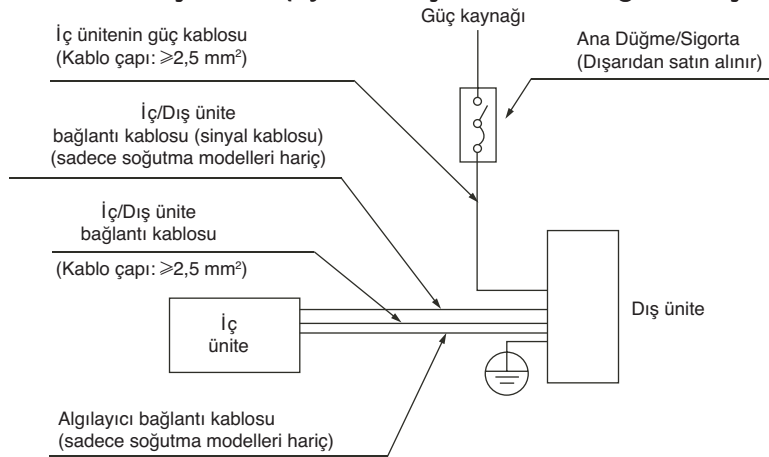 Güç kaynağı
İç ünitenin güç kablosu
(Kablo çapı: ⩾2,5 mm²)
Ana Düğme/Sigorta
(Dışarıdan satın alınır)
İç/Dış ünite
bağlantı kablosu (sinyal kablosu)
(sadece soğutma modelleri hariç)
İç/Dış ünite
bağlantı kablosu
(Kablo çapı: ⩾2,5 mm²)
İç
ünite
Dış ünite
Algılayıcı bağlantı kablosu
(sadece soğutma modelleri hariç)